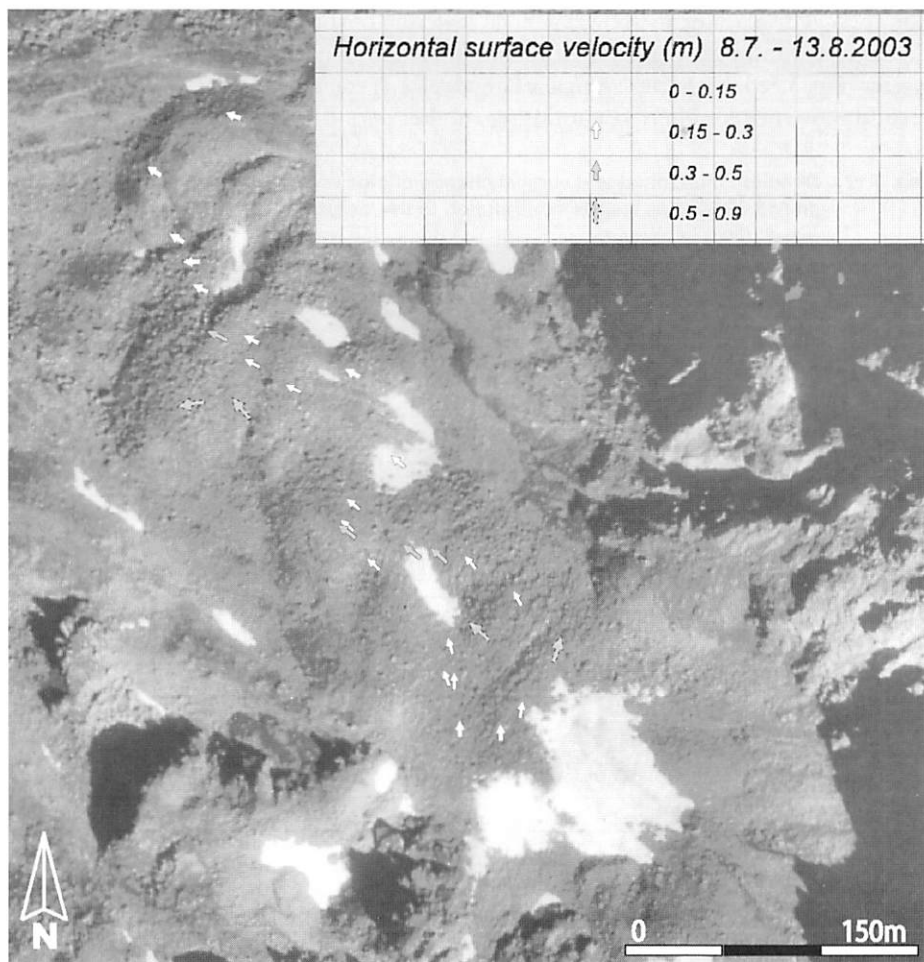 Horizontal surface velocity (m) 8.7. - 13.8.2003
0 - 0.15
0.15 - 0.3
0.3 - 0.5
0.5 - 0.9
N
0 150m